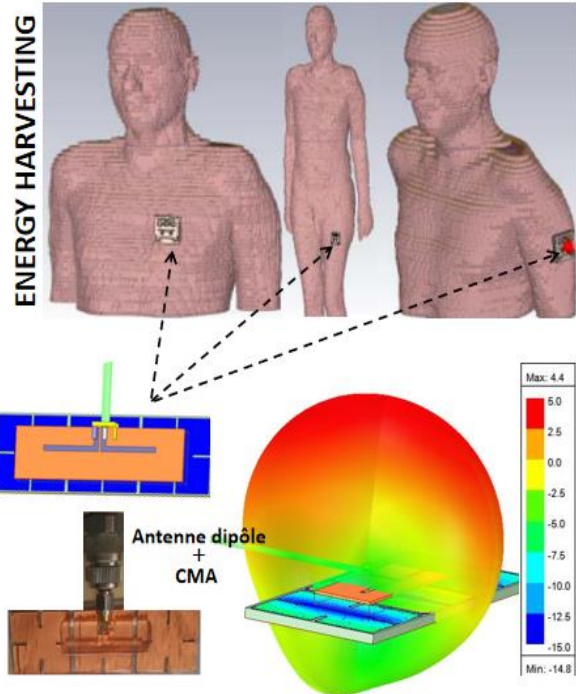 ENERGY HARVESTING
Antenne dipôle
+
CMA
Max: 4.4
5.0
2.5
0.0
-2.5
-5.0
-7.5
-10.0
-12.5
-15.0
Min: -14.8